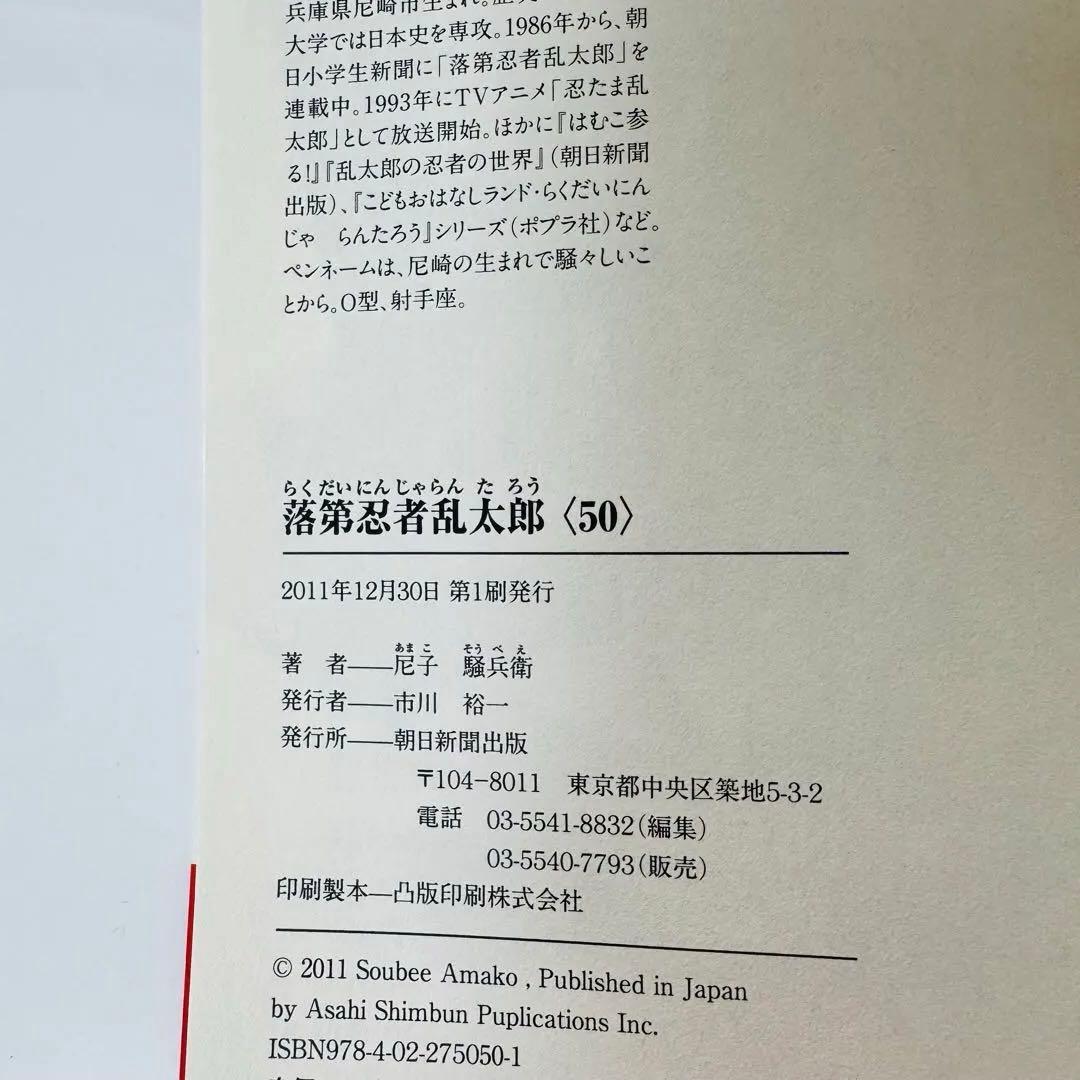 兵庫県尼崎市生まれ。歴史
大学では日本史を専攻。1986年から、朝
日小学生新聞に「落第忍者乱太郎」を
連載中。1993年にTVアニメ「忍たま乱
太郎」として放送開始。ほかに『はむこ参
る!』『乱太郎の忍者の世界』（朝日新聞
出版）、『こどもおはなしランド・らくだいにん
じゃ　らんたろう』シリーズ（ポプラ社）など。
ペンネームは、尼崎の生まれで騒々しいこ
とから。O型、射手座。
らくだいにんじゃらんたろう
落第忍者乱太郎〈50〉
2011年12月30日 第1刷発行
あまこ　そうべえ
著　者――尼子　騒兵衛
発行者――市川　裕一
発行所――朝日新聞出版
〒104-8011　東京都中央区築地5-3-2
電話　03-5541-8832（編集）
03-5540-7793（販売）
印刷製本―凸版印刷株式会社
© 2011 Soubee Amako , Published in Japan
by Asahi Shimbun Puplications Inc.
ISBN978-4-02-275050-1